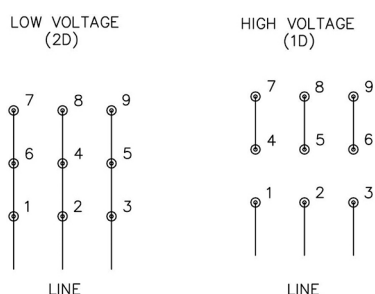 LOW VOLTAGE
(2D)
7 8 9
6 4 5
1 2 3
LINE
HIGH VOLTAGE
(1D)
7 8 9
4 5 6
1 2 3
LINE